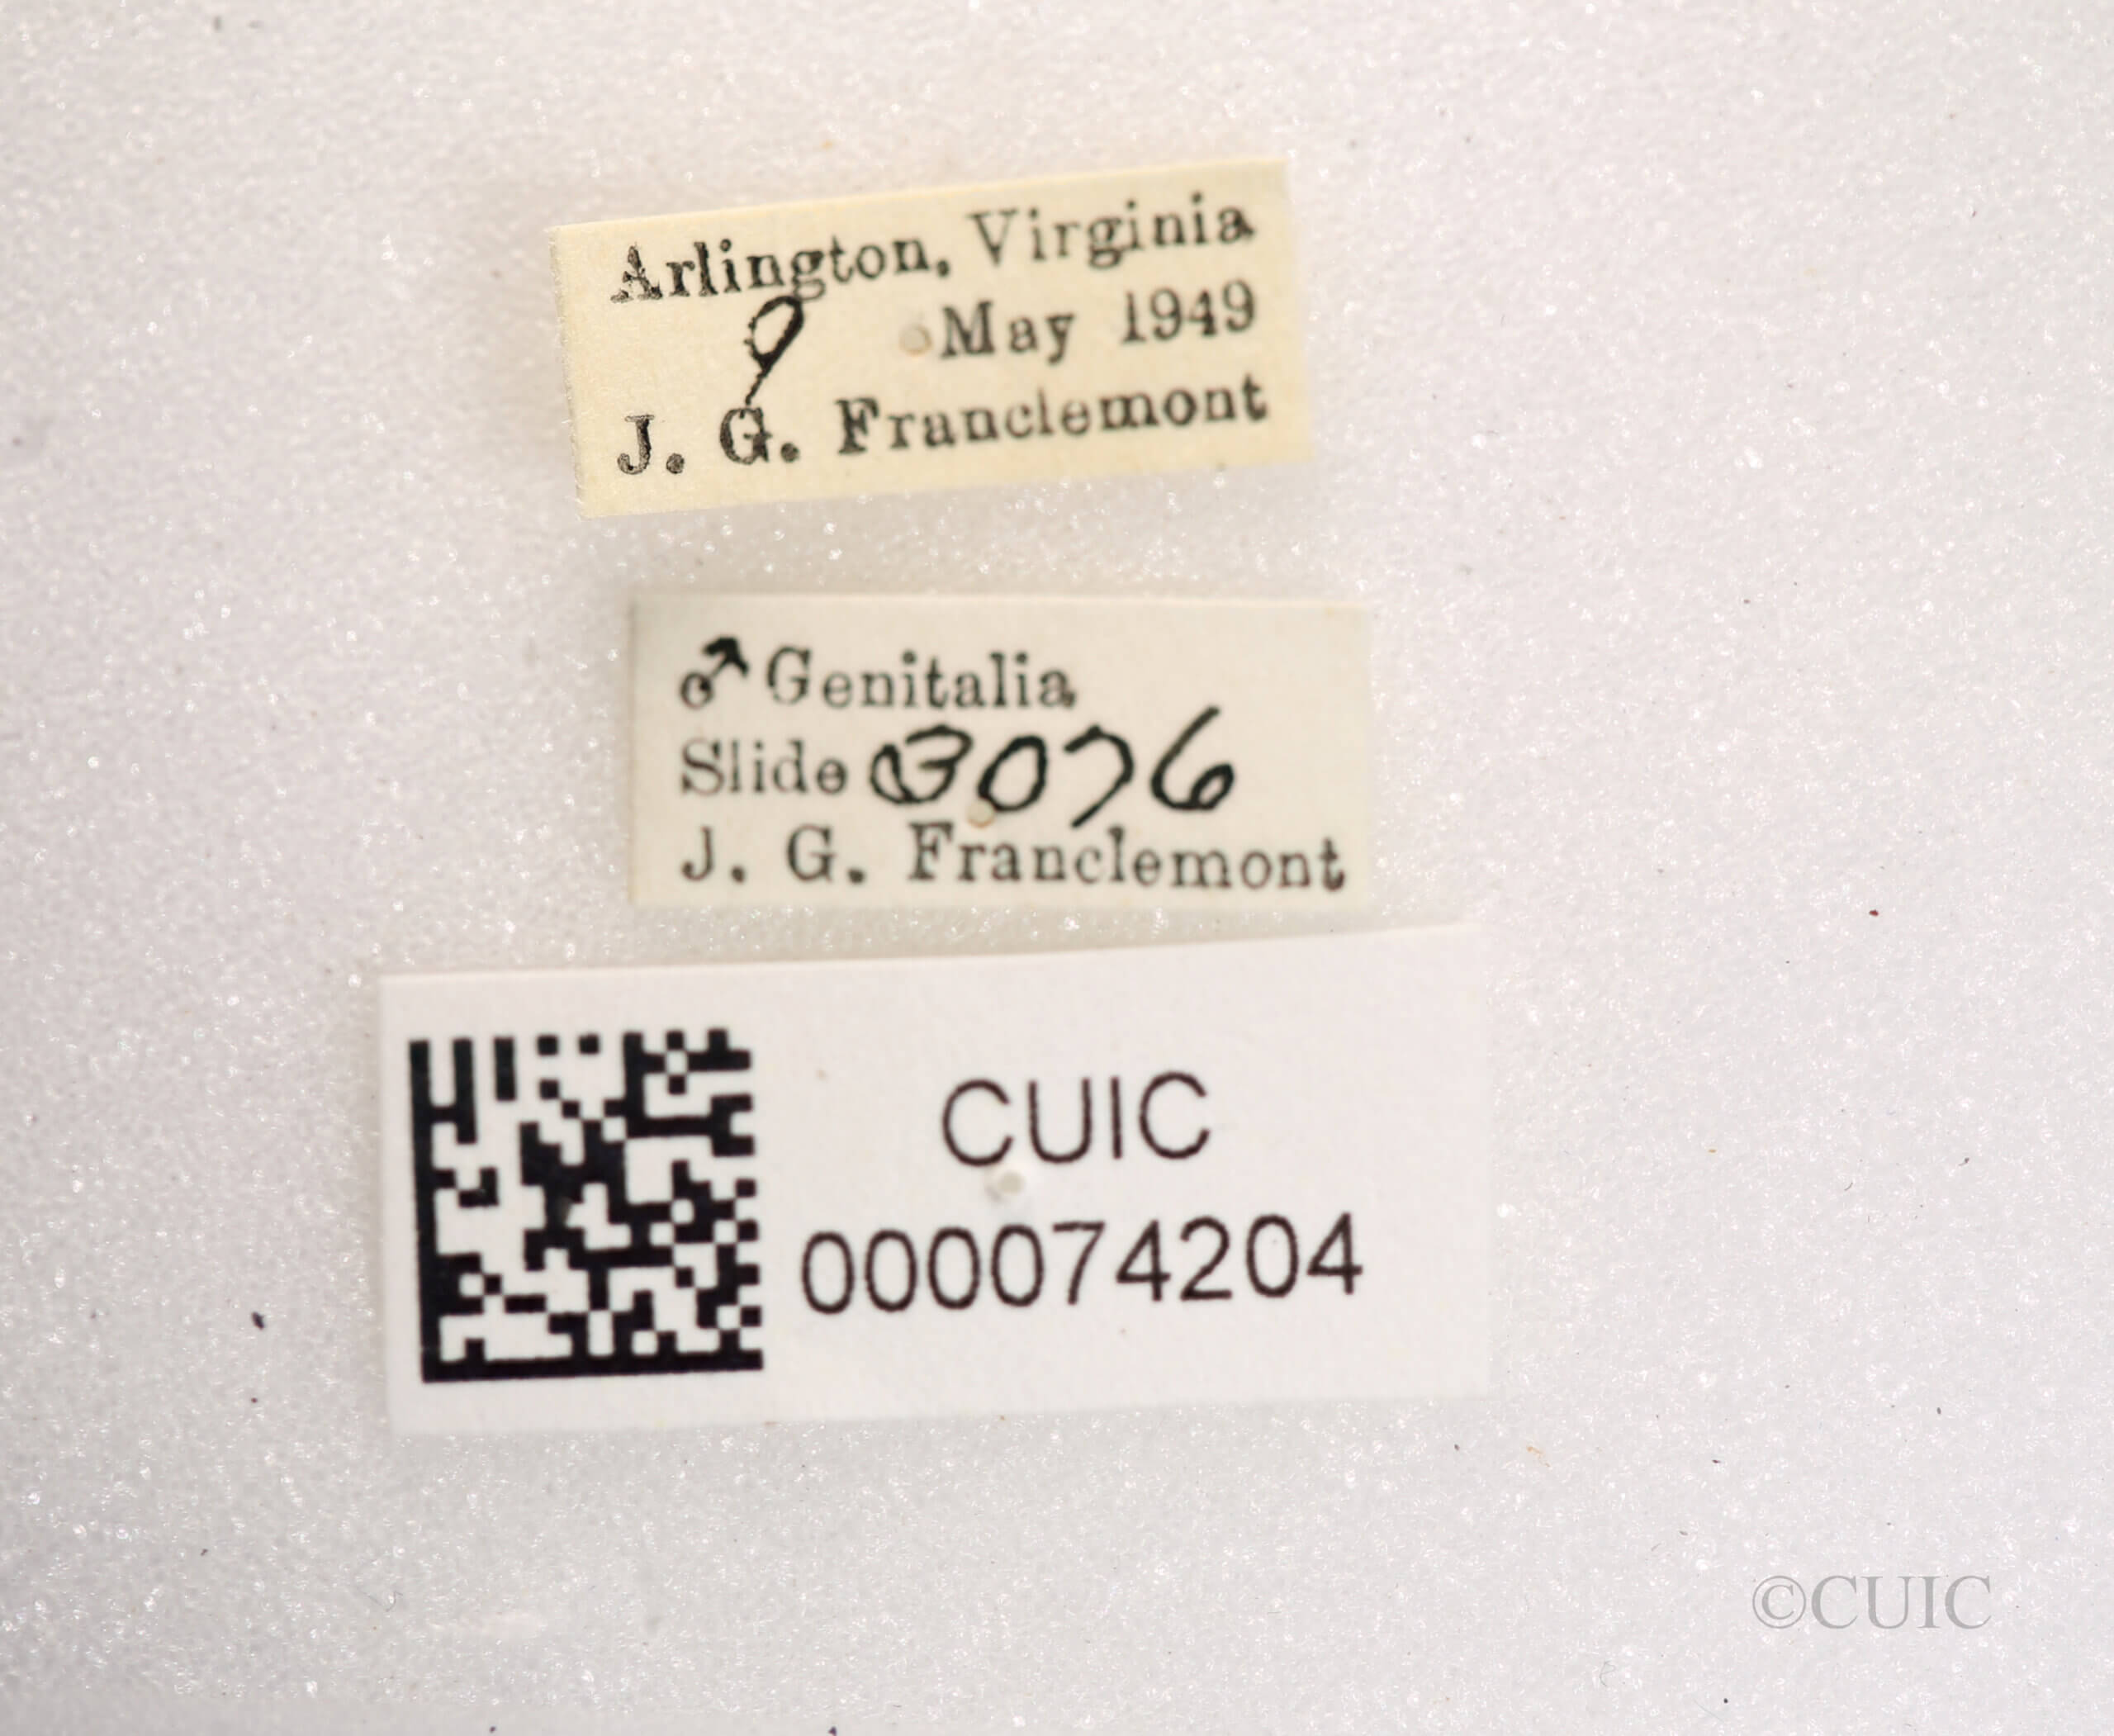 Arlington, Virginia
9 May 1949
J. G. Franclemont
♂ Genitalia
Slide 3076
J. G. Franclemont
CUIC
000074204
©CUIC